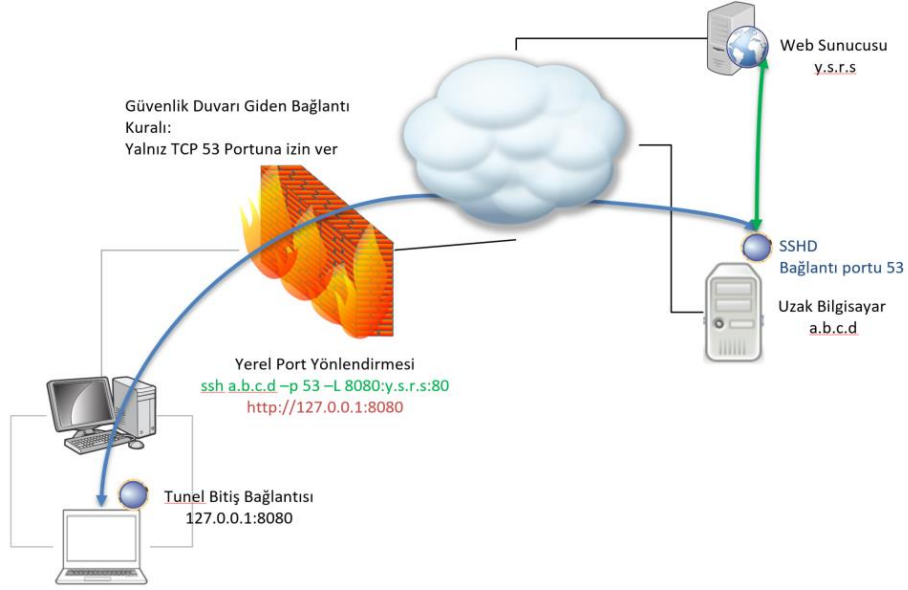 Web Sunucusu
y.s.r.s
Güvenlik Duvarı Giden Bağlantı
Kuralı:
Yalnız TCP 53 Portuna izin ver
SSHD
Bağlantı portu 53
Uzak Bilgisayar
a.b.c.d
Yerel Port Yönlendirmesi
ssh a.b.c.d –p 53 –L 8080:y.s.r.s:80
http://127.0.0.1:8080
Tunel Bitiş Bağlantısı
127.0.0.1:8080